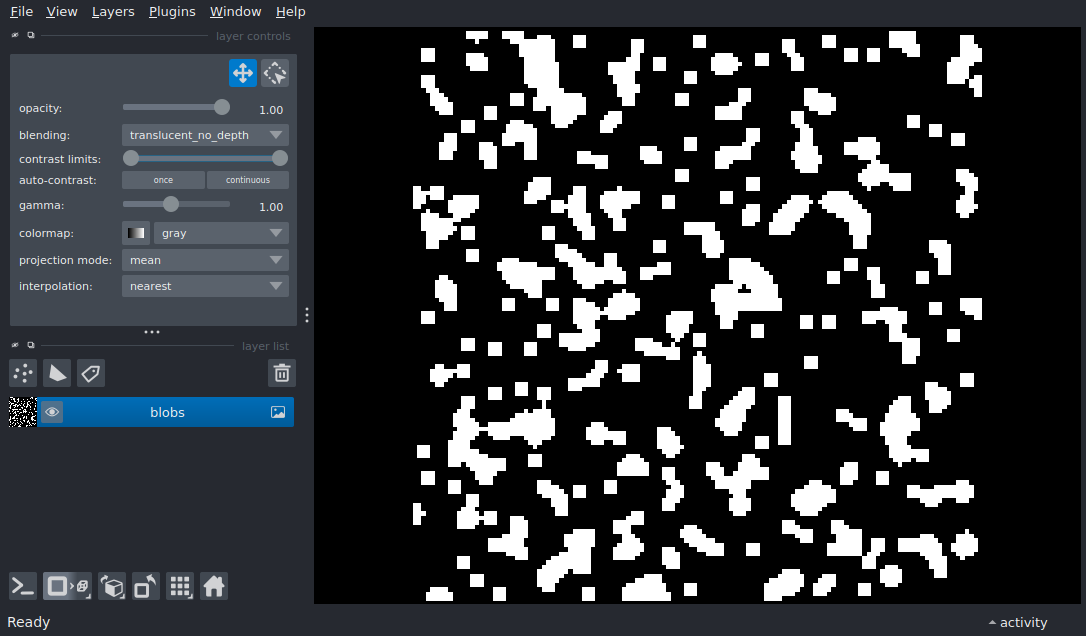 File View Layers Plugins Window Help
layer controls
opacity: 1.00
blending: translucent_no_depth
contrast limits:
auto-contrast: once continuous
gamma: 1.00
colormap: gray
projection mode: mean
interpolation: nearest
layer list
blobs
Ready activity